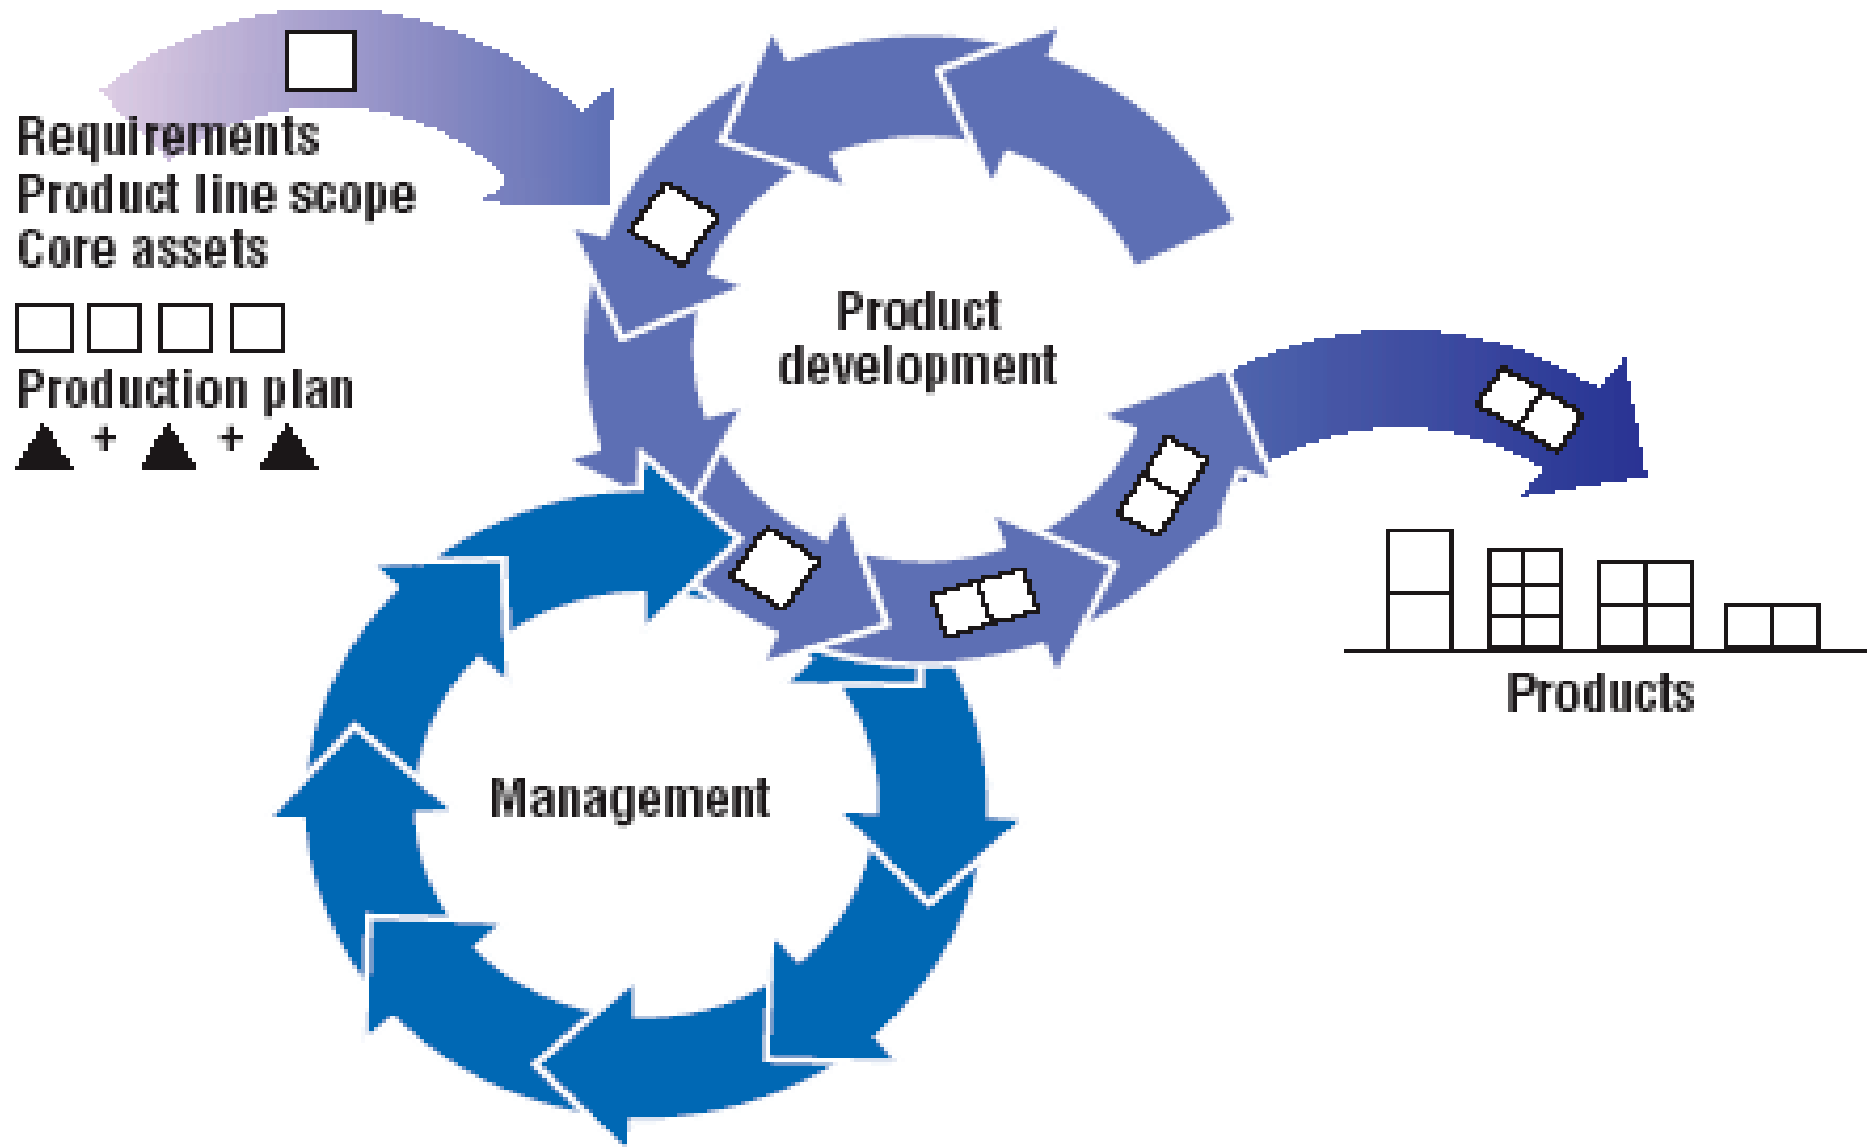 Requirements
Product line scope
Core assets
Production plan
+ +
Product
development
Products
Management